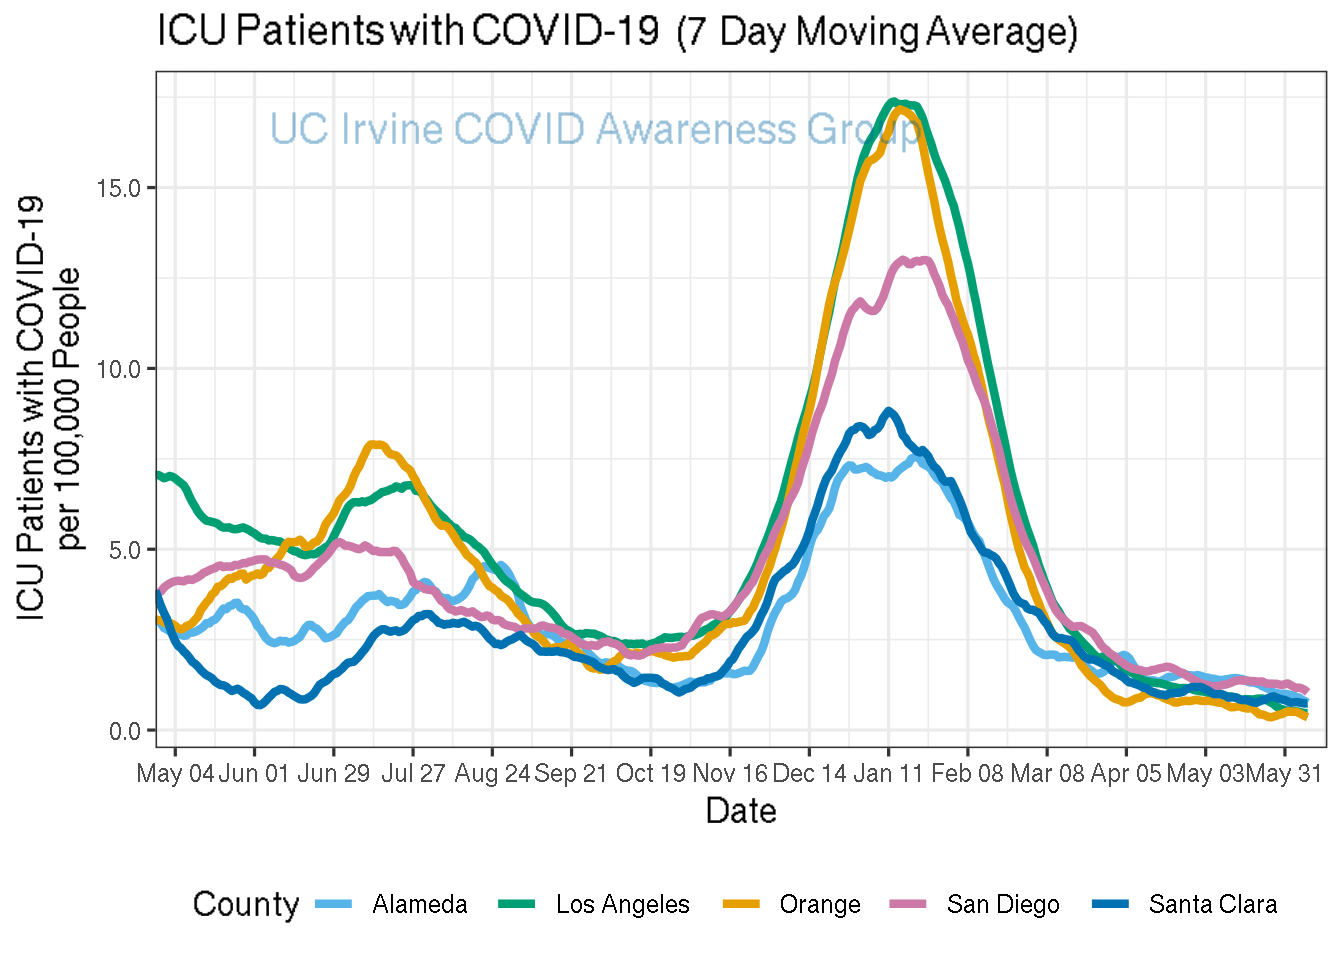 ICU Patients with COVID-19 (7 Day Moving Average)
UC Irvine COVID Awareness Group
ICU Patients with COVID-19
per 100,000 People
15.0
10.0
5.0
0.0
May 04 Jun 01 Jun 29 Jul 27 Aug 24 Sep 21 Oct 19 Nov 16 Dec 14 Jan 11 Feb 08 Mar 08 Apr 05 May 03 May 31
Date
County Alameda Los Angeles Orange San Diego Santa Clara